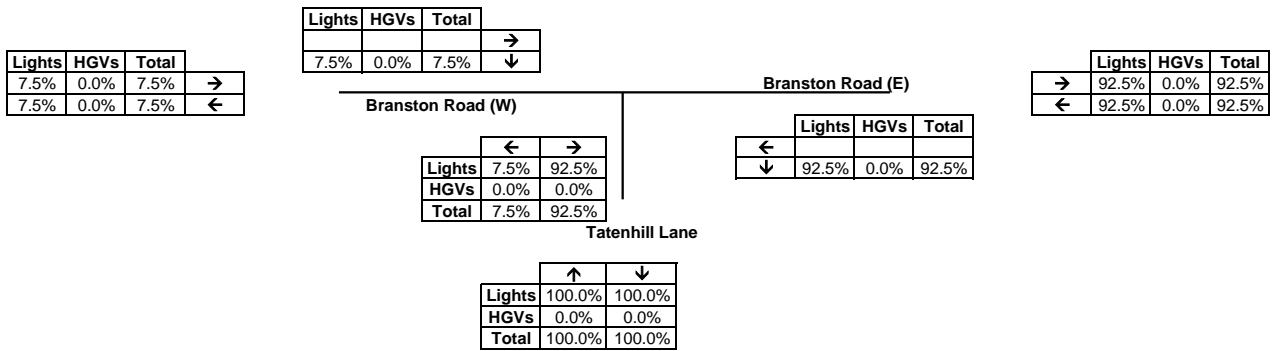 Lights HGVs Total
→
7.5% 0.0% 7.5% ↓
Lights HGVs Total
7.5% 0.0% 7.5% →
7.5% 0.0% 7.5% ←
Branston Road (W)
Branston Road (E)
Lights HGVs Total
→ 92.5% 0.0% 92.5%
← 92.5% 0.0% 92.5%
Lights HGVs Total
←
↓ 92.5% 0.0% 92.5%
← →
Lights 7.5% 92.5%
HGVs 0.0% 0.0%
Total 7.5% 92.5%
Tatenhill Lane
↑ ↓
Lights 100.0% 100.0%
HGVs 0.0% 0.0%
Total 100.0% 100.0%